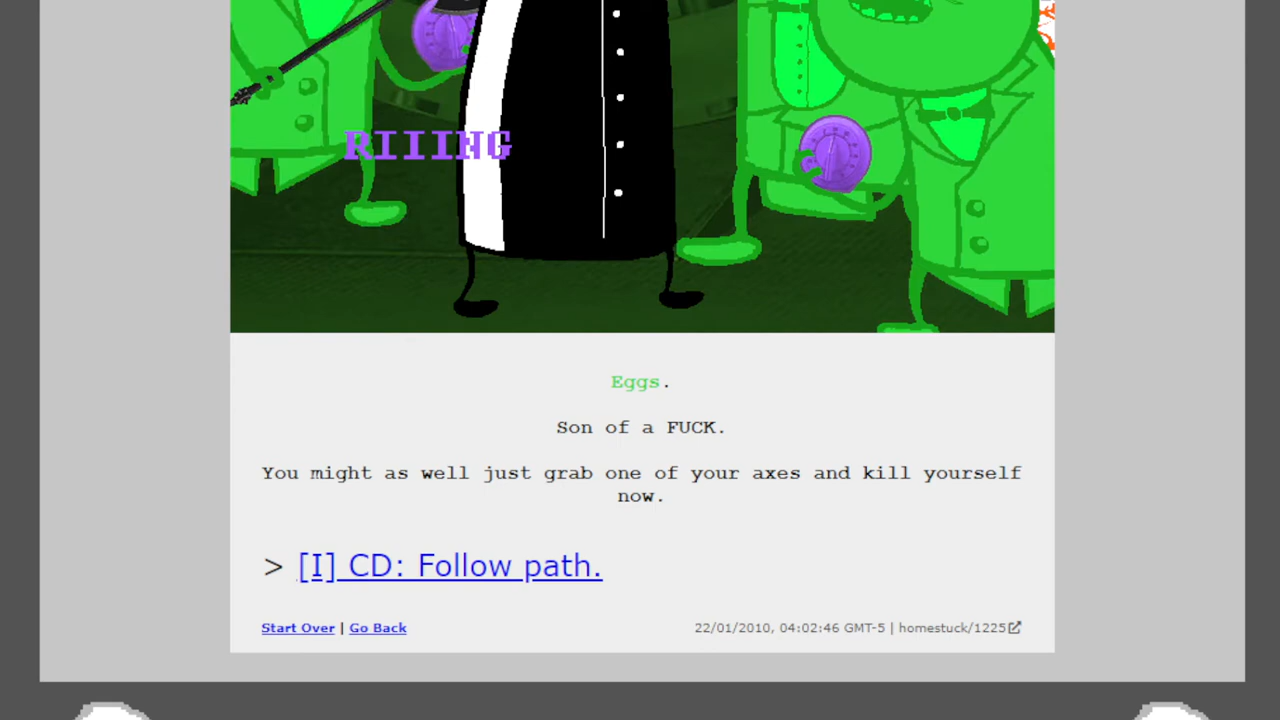 RIIING
Eggs.
Son of a FUCK.
You might as well just grab one of your axes and kill yourself
now.
> [I] CD: Follow path.
Start Over | Go Back
22/01/2010, 04:02:46 GMT-5 | homestuck/1225